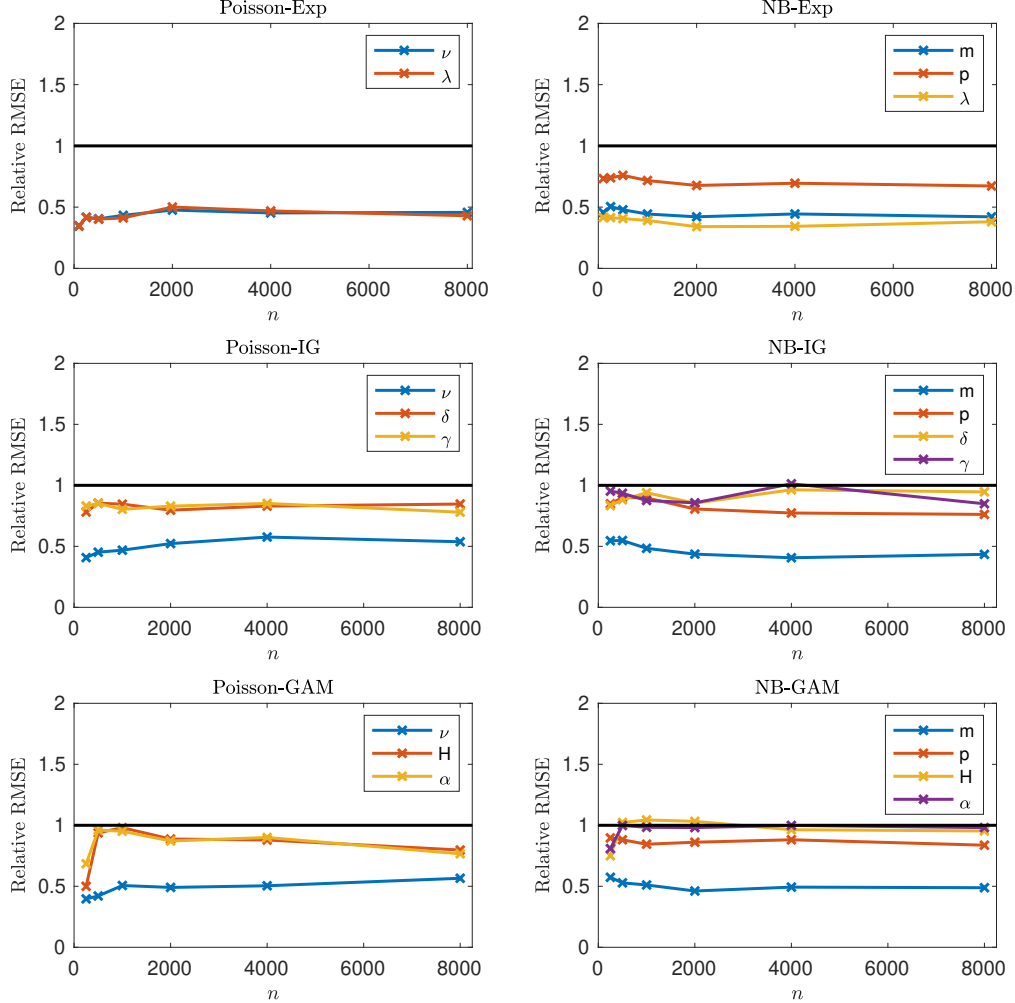 Poisson-Exp
Relative RMSE
2
1.5
1
0.5
0
ν
λ
0 2000 4000 6000 8000
n
NB-Exp
Relative RMSE
2
1.5
1
0.5
0
m
p
λ
0 2000 4000 6000 8000
n
Poisson-IG
Relative RMSE
2
1.5
1
0.5
0
ν
δ
γ
0 2000 4000 6000 8000
n
NB-IG
Relative RMSE
2
1.5
1
0.5
0
m
p
δ
γ
0 2000 4000 6000 8000
n
Poisson-GAM
Relative RMSE
2
1.5
1
0.5
0
ν
H
α
0 2000 4000 6000 8000
n
NB-GAM
Relative RMSE
2
1.5
1
0.5
0
m
p
H
α
0 2000 4000 6000 8000
n